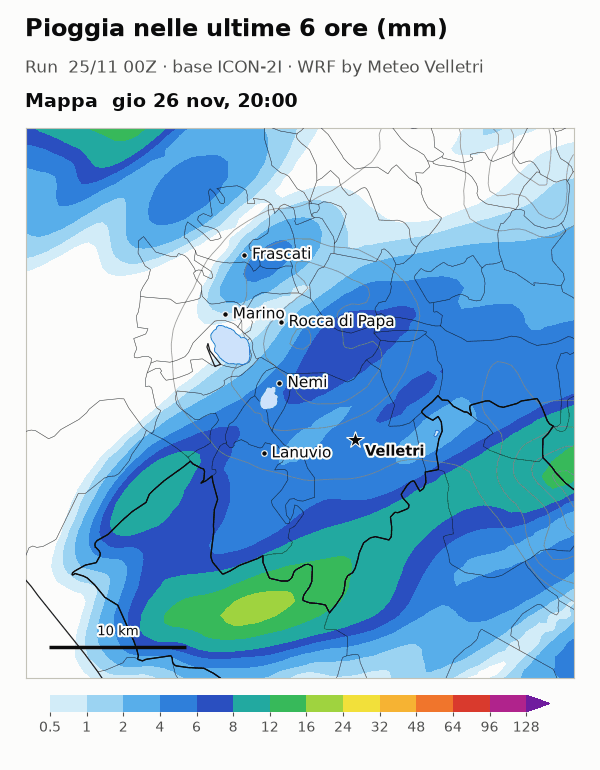 Pioggia nelle ultime 6 ore (mm)
Run  25/11 00Z · base ICON-2I · WRF by Meteo Velletri
Mappa  gio 26 nov, 20:00
Frascati
Marino
Rocca di Papa
Nemi
Velletri
Lanuvio
10 km
0.5 1 2 4 6 8 12 16 24 32 48 64 96 128